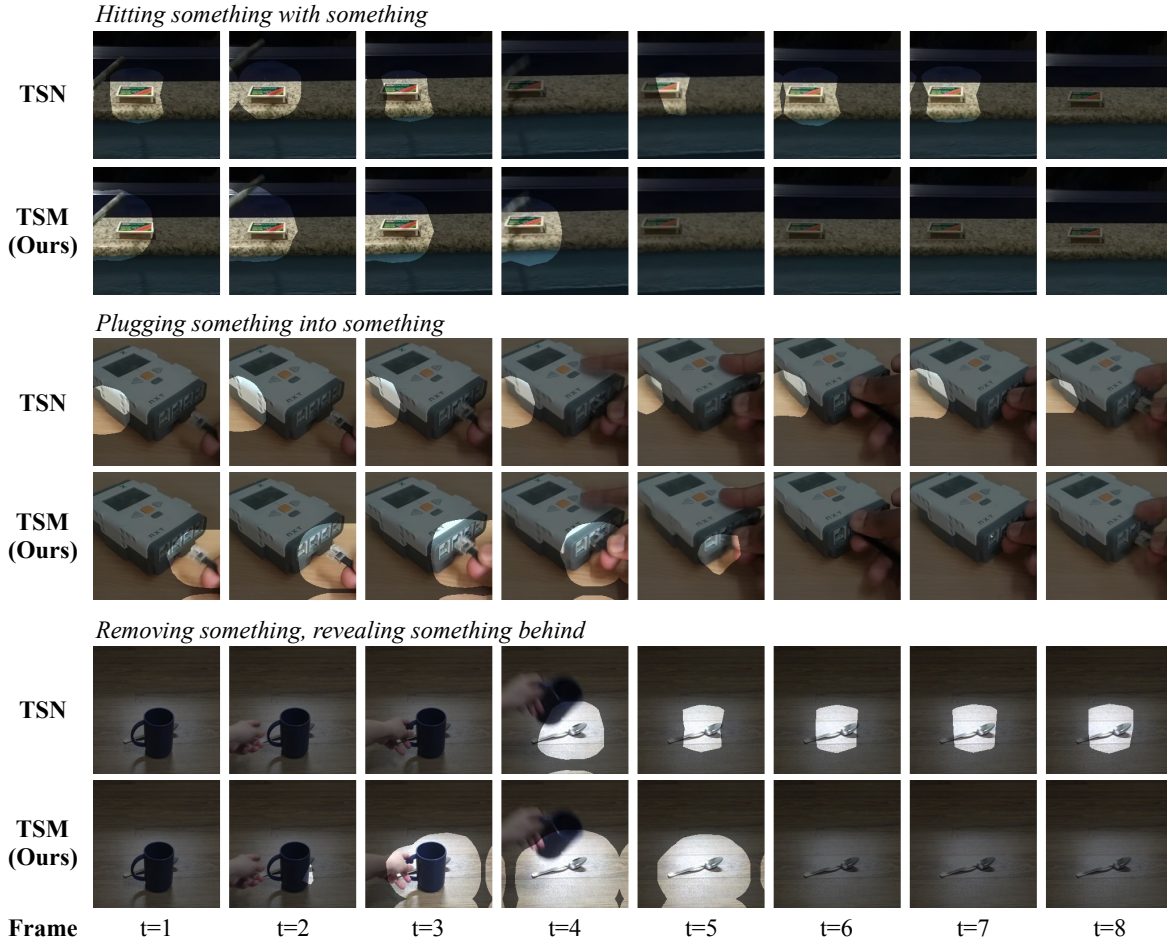 Hitting something with something
TSN
TSM
(Ours)
Plugging something into something
TSN
TSM
(Ours)
Removing something, revealing something behind
TSN
TSM
(Ours)
Frame t=1 t=2 t=3 t=4 t=5 t=6 t=7 t=8